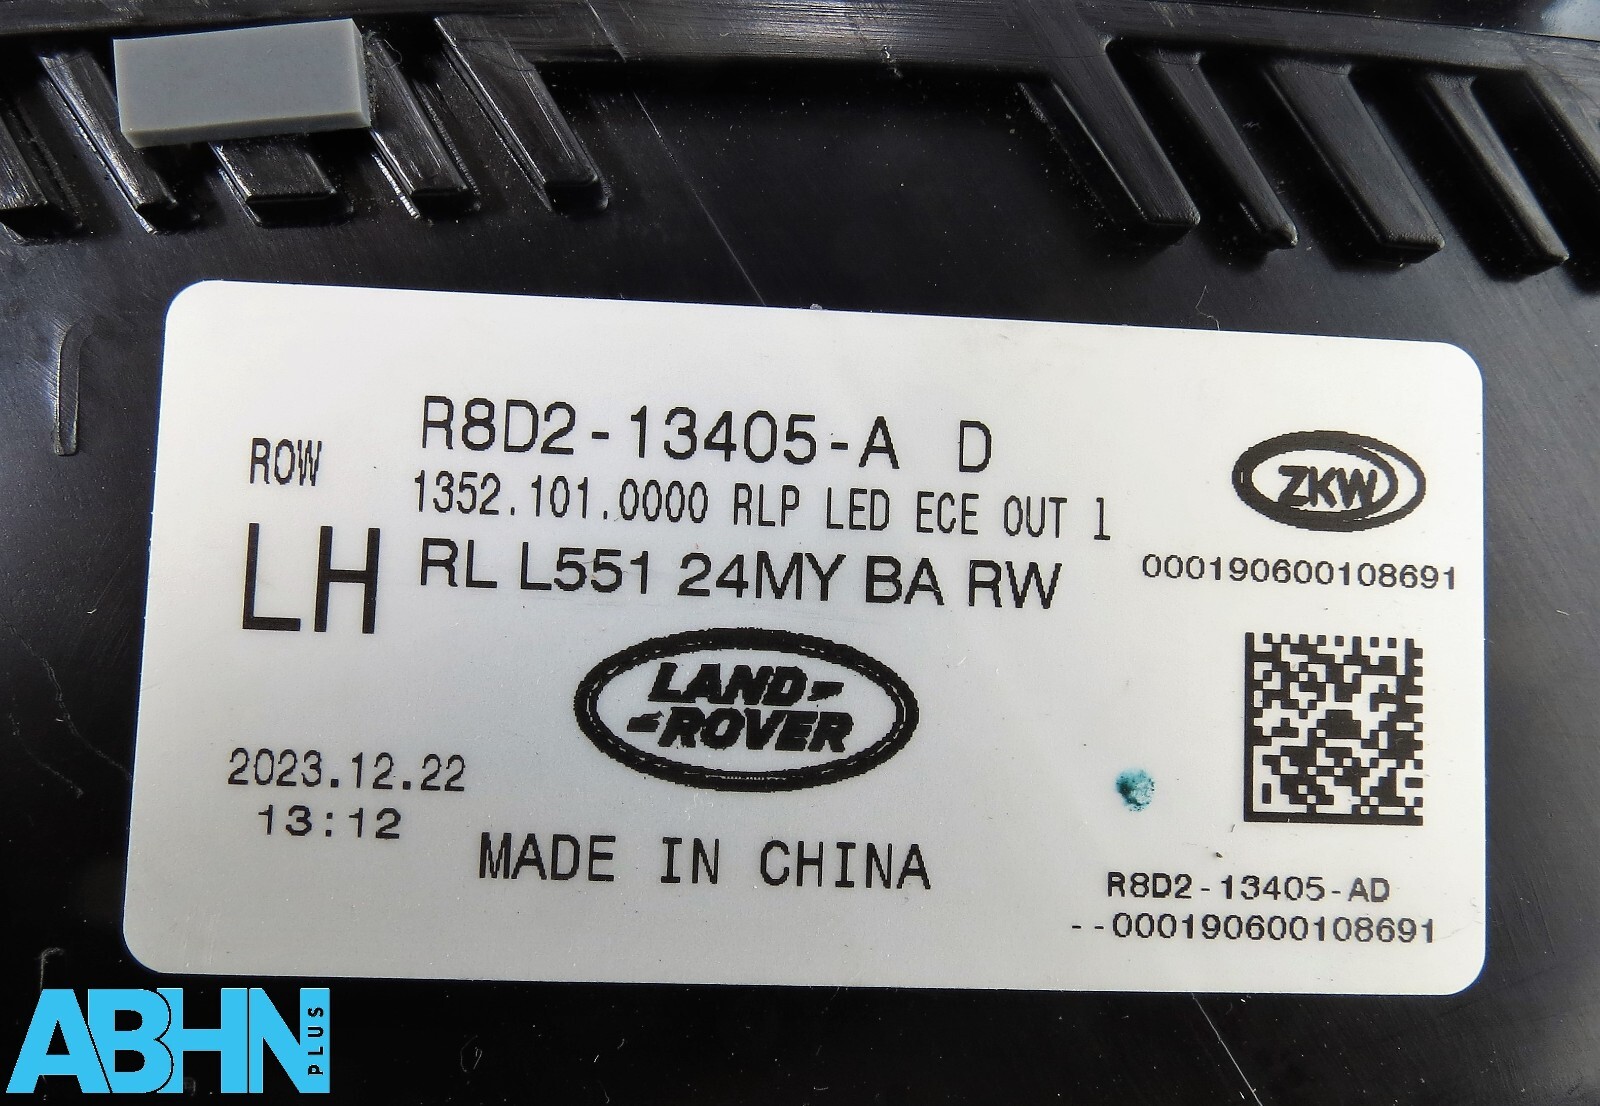 R8D2-13405-A D
ROW
1352.101.0000 RLP LED ECE OUT 1
LH
RL L551 24MY BA RW
ZKW
000190600108691
LAND-
-ROVER
2023.12.22
13:12
MADE IN CHINA
R8D2-13405-AD
--000190600108691
ABHN PLUS